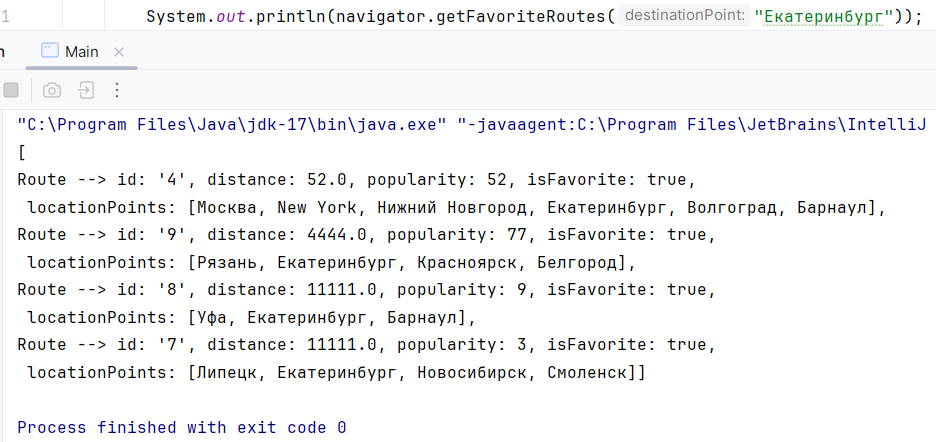 71 System.out.println(navigator.getFavoriteRoutes( destinationPoint: "Екатеринбург"));
Main
"C:\Program Files\Java\jdk-17\bin\java.exe" "-javaagent:C:\Program Files\JetBrains\IntelliJ
[
Route --> id: '4', distance: 52.0, popularity: 52, isFavorite: true,
 locationPoints: [Москва, New York, Нижний Новгород, Екатеринбург, Волгоград, Барнаул],
Route --> id: '9', distance: 4444.0, popularity: 77, isFavorite: true,
 locationPoints: [Рязань, Екатеринбург, Красноярск, Белгород],
Route --> id: '8', distance: 11111.0, popularity: 9, isFavorite: true,
 locationPoints: [Уфа, Екатеринбург, Барнаул],
Route --> id: '7', distance: 11111.0, popularity: 3, isFavorite: true,
 locationPoints: [Липецк, Екатеринбург, Новосибирск, Смоленск]]
Process finished with exit code 0